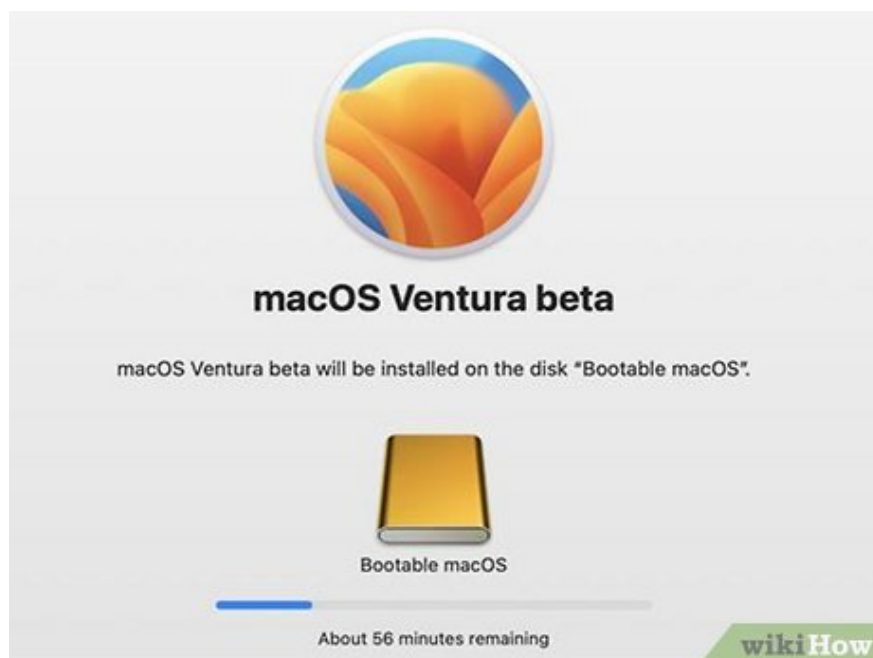 macOS Ventura beta
macOS Ventura beta will be installed on the disk “Bootable macOS”.
Bootable macOS
About 56 minutes remaining
wikiHow